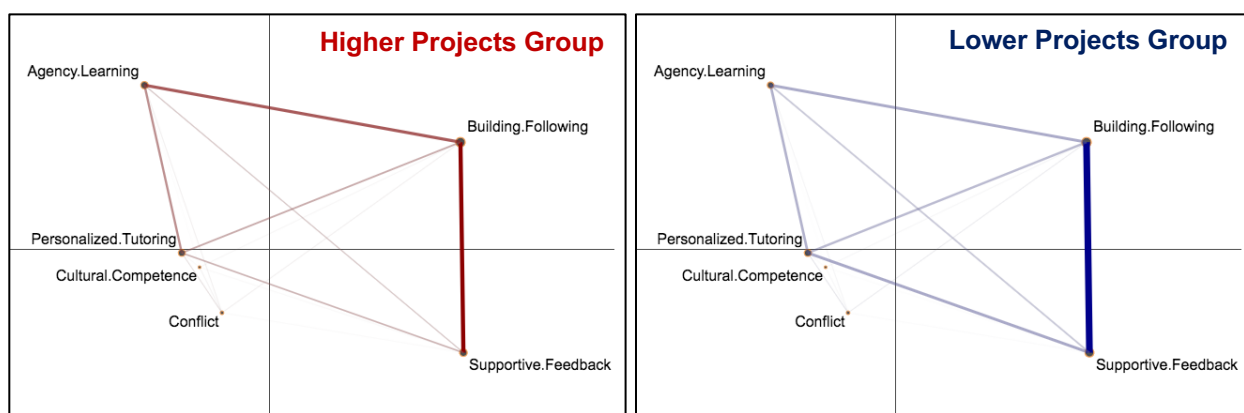 Higher Projects Group
Agency.Learning
Building.Following
Personalized.Tutoring
Cultural.Competence
Conflict
Supportive.Feedback
Lower Projects Group
Agency.Learning
Building.Following
Personalized.Tutoring
Cultural.Competence
Conflict
Supportive.Feedback